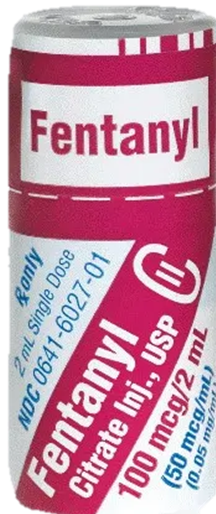 Fentanyl
Rx only
2 mL Single Dose
NDC 0641-6027-01
Fentanyl CII
Citrate Inj., USP
100 mcg/2 mL
(50 mcg/mL)
(0.05 mg/mL)